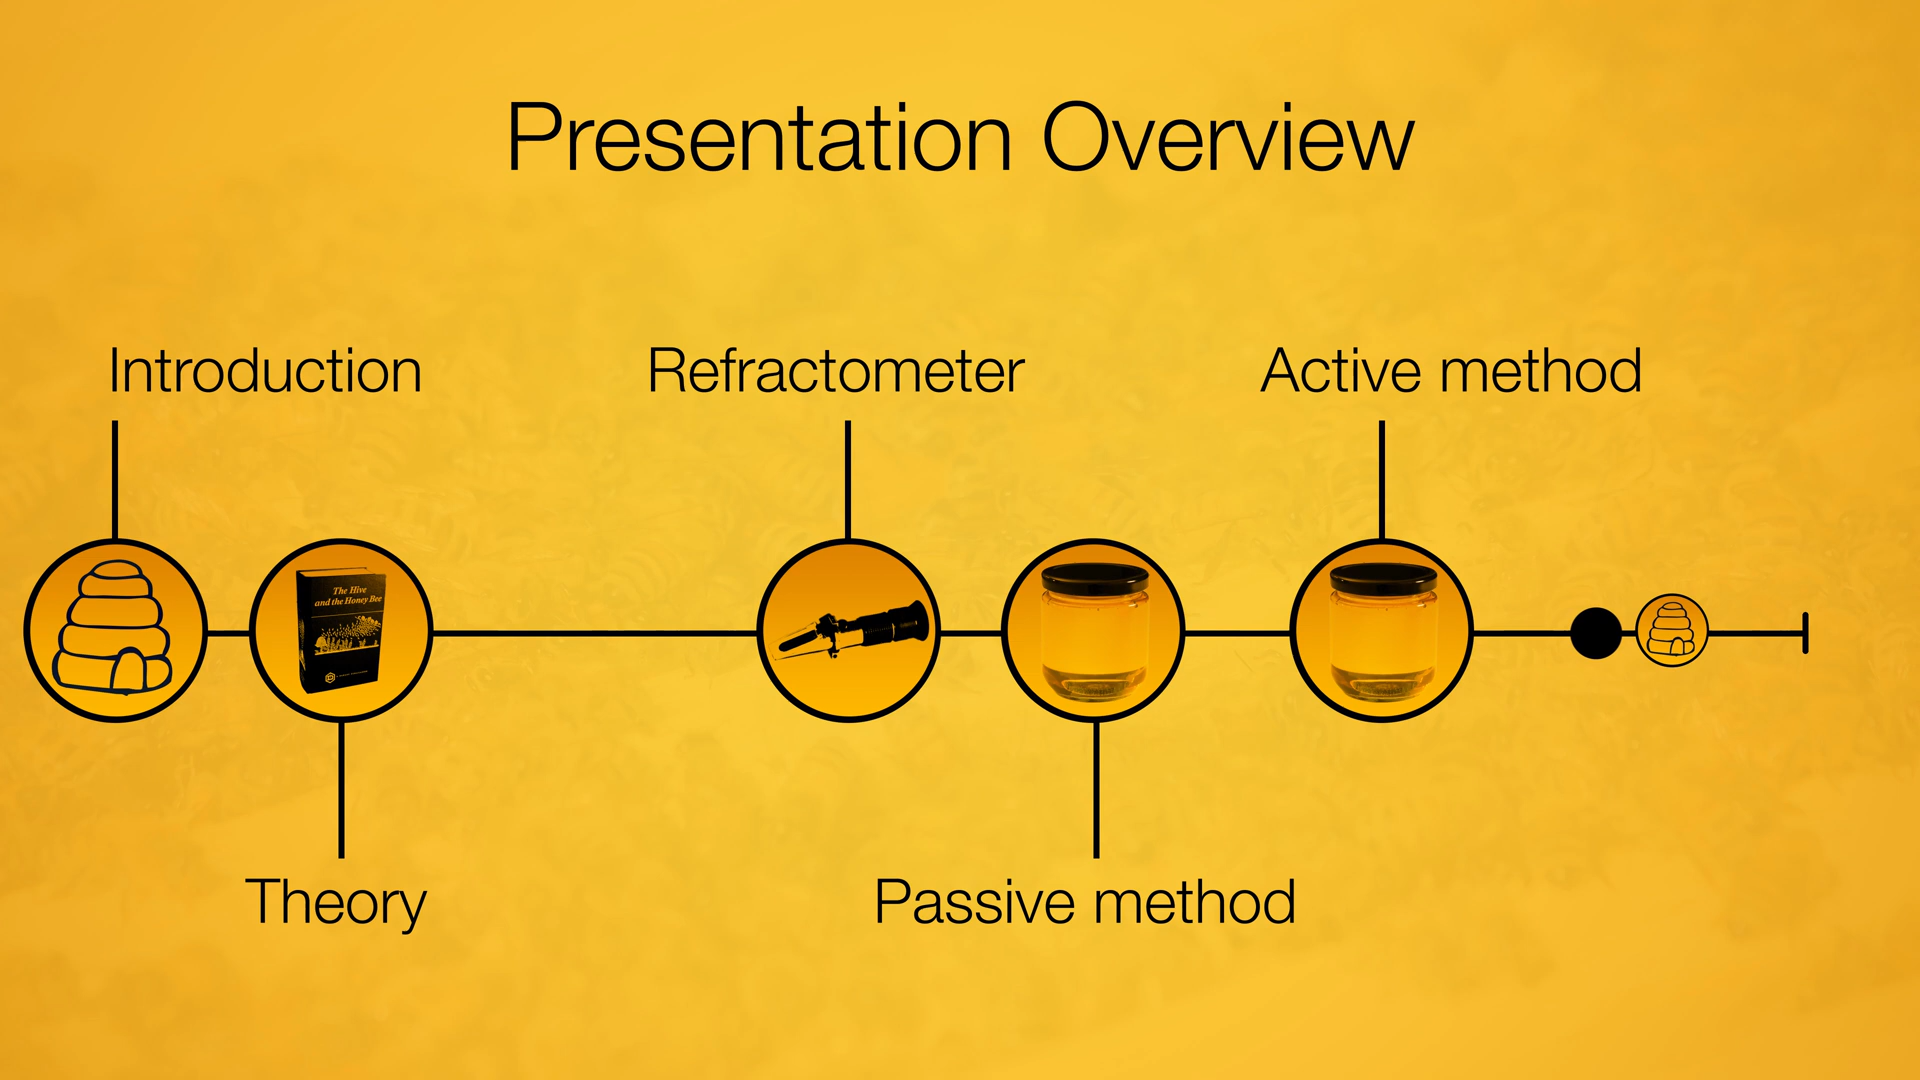 Presentation Overview
Introduction
Refractometer
Active method
The Hive
and the Honey Bee
Theory
Passive method